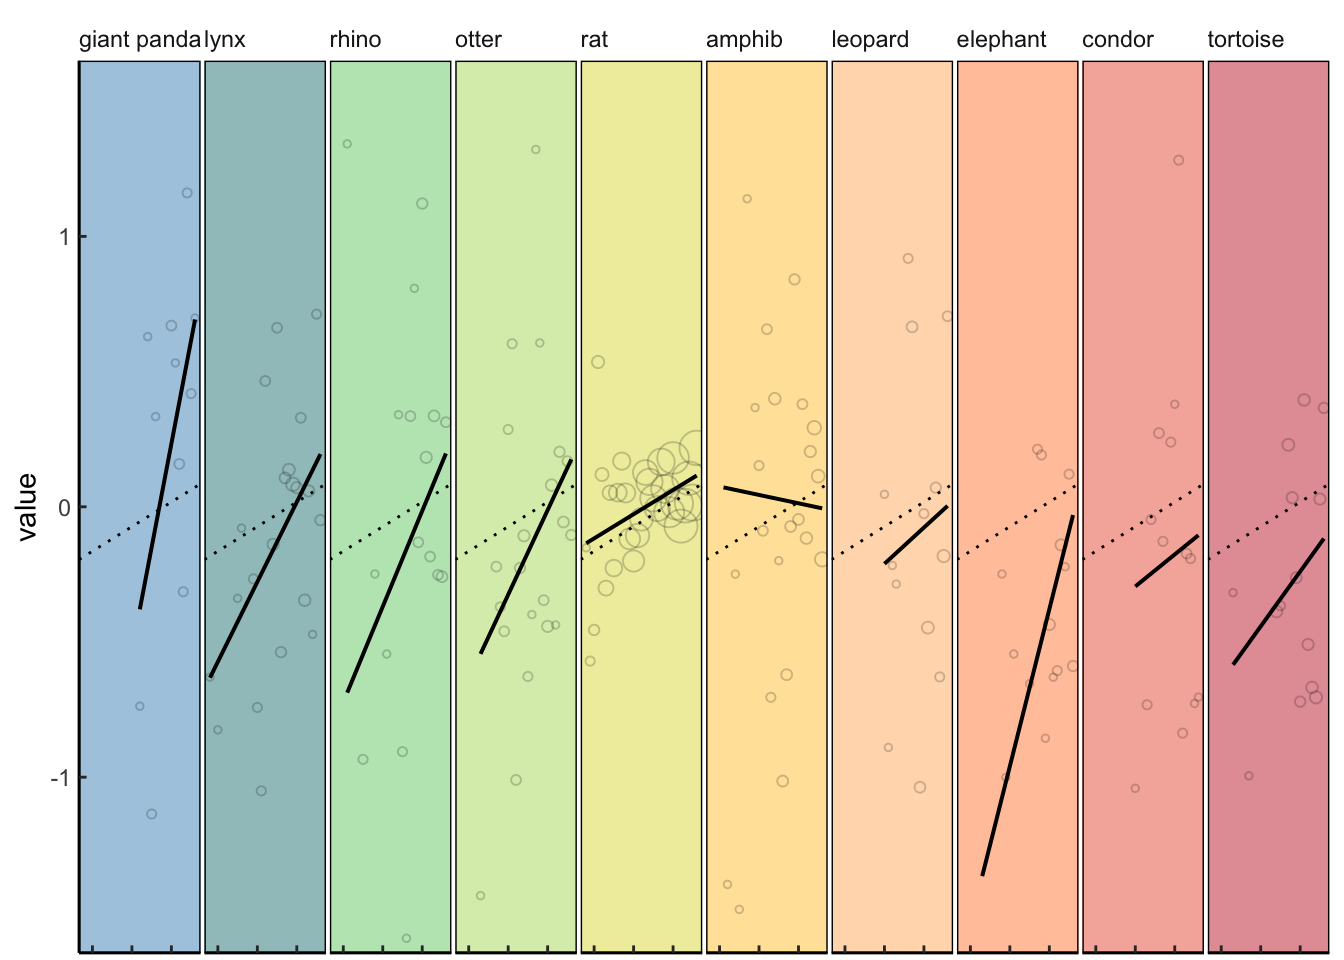 giant panda lynx rhino otter rat amphib leopard elephant condor tortoise
1
0
-1
value